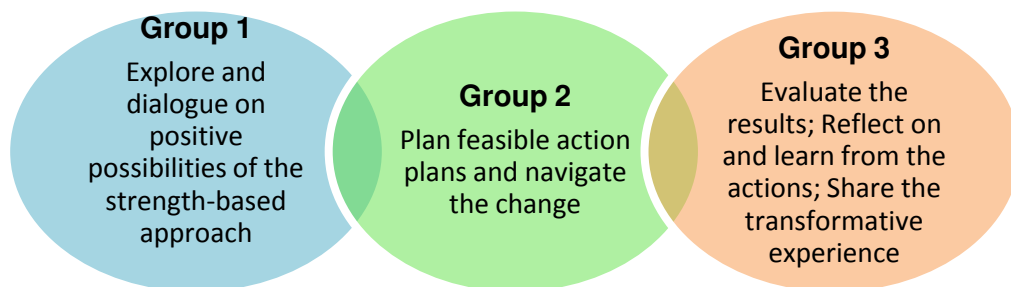 Group 1
Explore and
dialogue on
positive
possibilities of the
strength-based
approach
Group 2
Plan feasible action
plans and navigate
the change
Group 3
Evaluate the
results; Reflect on
and learn from the
actions; Share the
transformative
experience